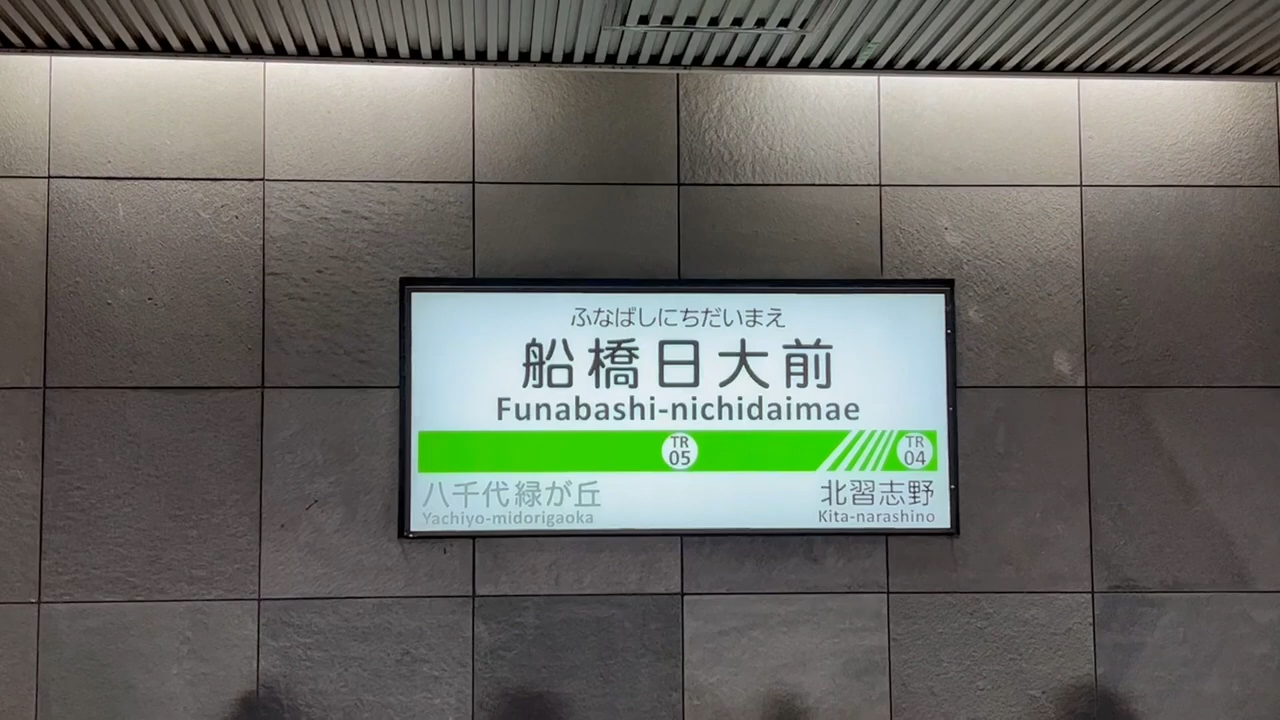 ふなばしにちだいまえ
船橋日大前
Funabashi-nichidaimae
TR
05
TR
04
八千代緑が丘
Yachiyo-midorigaoka
北習志野
Kita-narashino